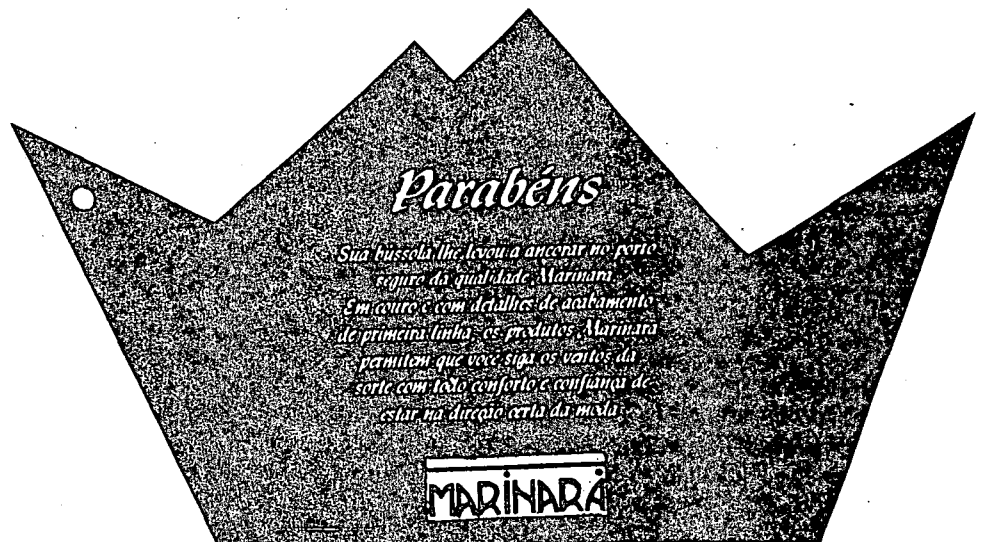 Parabéns
Sua bússola lhe levou a ancorar no porto
seguro da qualidade Marinara
Em couro e com detalhes de acabamento
de primeira linha, os produtos Marinara
permitem que você siga os ventos da
sorte com todo conforto e confiança de
estar na direção certa da moda
MARINARA